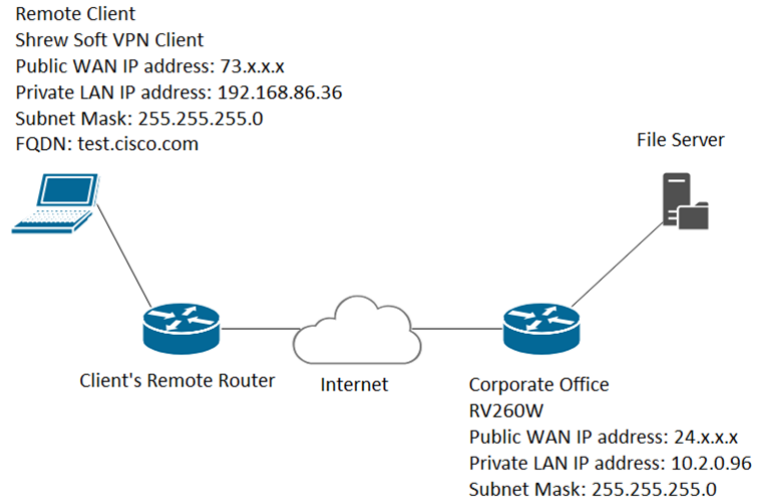 Remote Client
Shrew Soft VPN Client
Public WAN IP address: 73.x.x.x
Private LAN IP address: 192.168.86.36
Subnet Mask: 255.255.255.0
FQDN: test.cisco.com
File Server
Client's Remote Router
Internet
Corporate Office
RV260W
Public WAN IP address: 24.x.x.x
Private LAN IP address: 10.2.0.96
Subnet Mask: 255.255.255.0